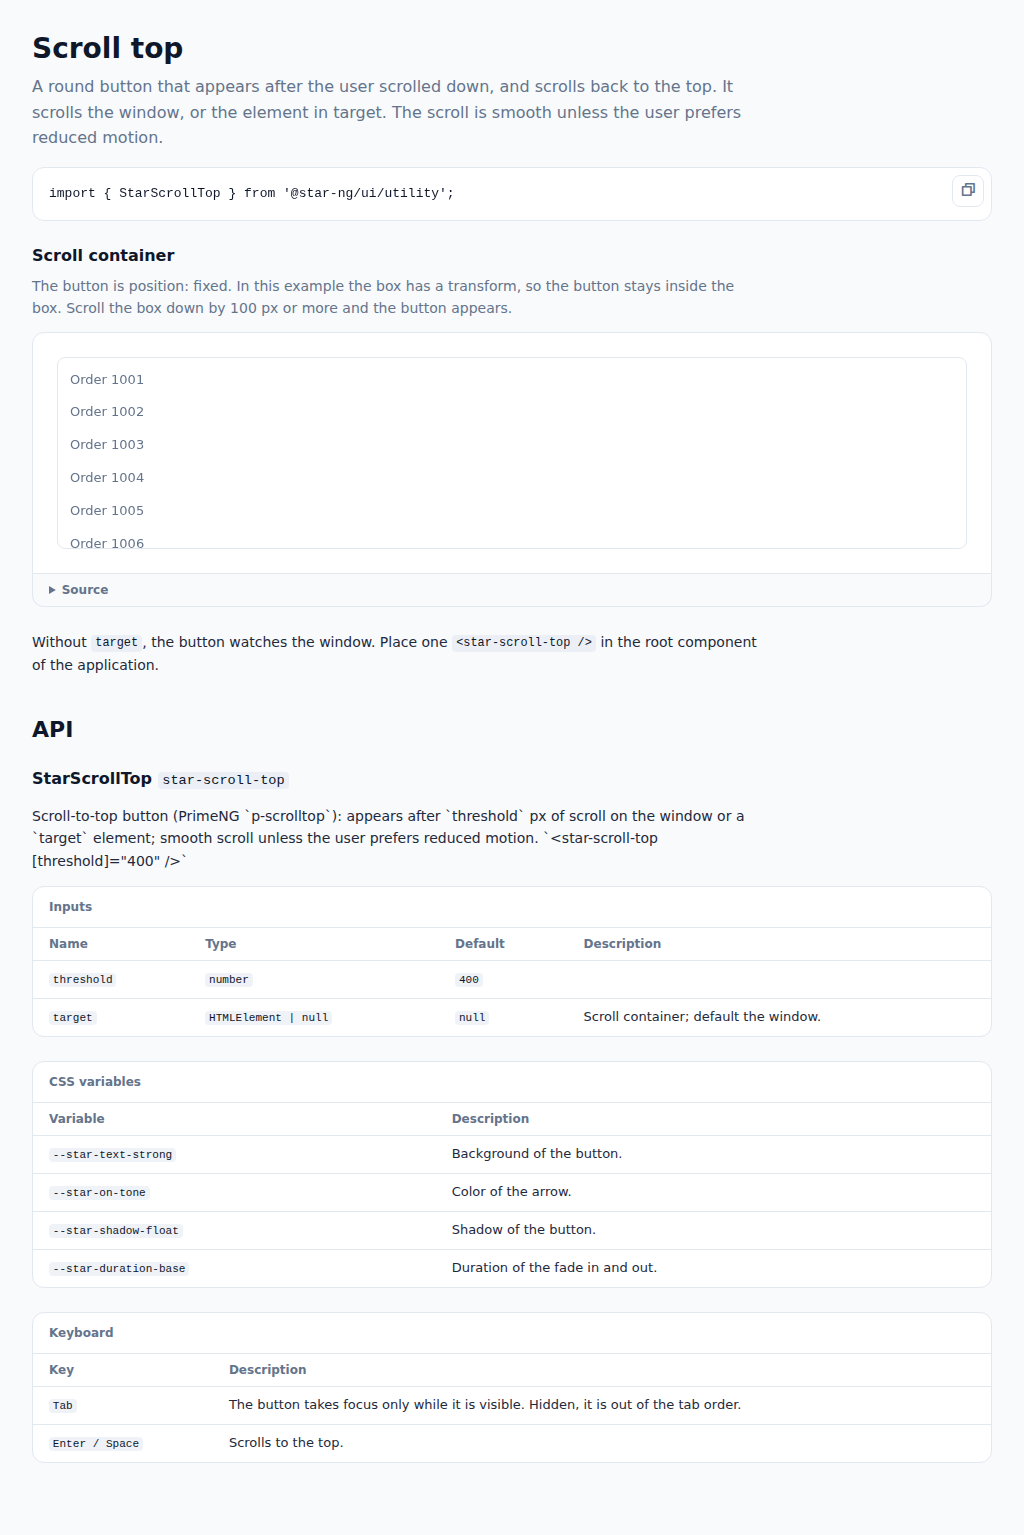 Scroll top
A round button that appears after the user scrolled down, and scrolls back to the top. It
scrolls the window, or the element in target. The scroll is smooth unless the user prefers
reduced motion.
import { StarScrollTop } from '@star-ng/ui/utility';
Scroll container
The button is position: fixed. In this example the box has a transform, so the button stays inside the
box. Scroll the box down by 100 px or more and the button appears.
Order 1001
Order 1002
Order 1003
Order 1004
Order 1005
Order 1006
Source
Without target, the button watches the window. Place one <star-scroll-top /> in the root component
of the application.
API
StarScrollTop star-scroll-top
Scroll-to-top button (PrimeNG `p-scrolltop`): appears after `threshold` px of scroll on the window or a
`target` element; smooth scroll unless the user prefers reduced motion. `<star-scroll-top
[threshold]="400" />`
Inputs
Name Type Default Description
threshold number 400
target HTMLElement | null null Scroll container; default the window.
CSS variables
Variable Description
--star-text-strong Background of the button.
--star-on-tone Color of the arrow.
--star-shadow-float Shadow of the button.
--star-duration-base Duration of the fade in and out.
Keyboard
Key Description
Tab The button takes focus only while it is visible. Hidden, it is out of the tab order.
Enter / Space Scrolls to the top.